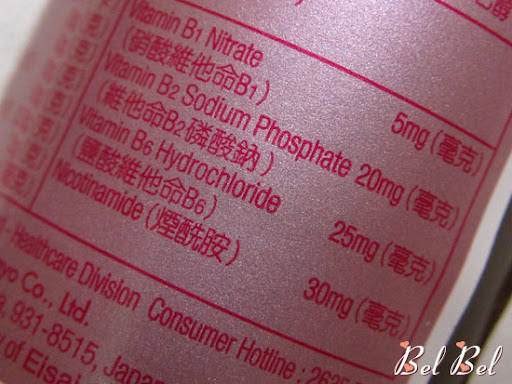 Vitamin B1 Nitrate 5mg (毫克)
(硝酸維他命B1)
Vitamin B2 Sodium Phosphate 20mg (毫克)
(維他命B2磷酸鈉)
Vitamin B6 Hydrochloride 25mg (毫克)
(鹽酸維他命B6)
Nicotinamide (煙酰胺) 30mg (毫克)
- Healthcare Division Consumer Hotline : 262
yo Co., Ltd.
931-8515, Japan
y of Eisai
Bel Bel